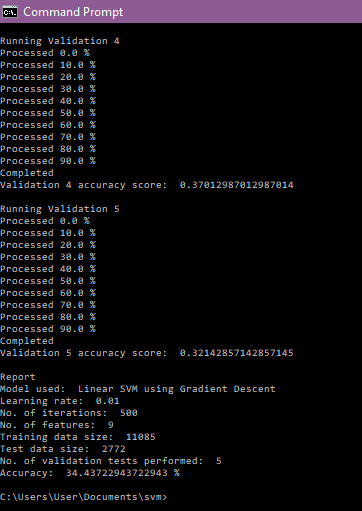 Command Prompt
Running Validation 4
Processed 0.0 %
Processed 10.0 %
Processed 20.0 %
Processed 30.0 %
Processed 40.0 %
Processed 50.0 %
Processed 60.0 %
Processed 70.0 %
Processed 80.0 %
Processed 90.0 %
Completed
Validation 4 accuracy score:  0.37012987012987014
Running Validation 5
Processed 0.0 %
Processed 10.0 %
Processed 20.0 %
Processed 30.0 %
Processed 40.0 %
Processed 50.0 %
Processed 60.0 %
Processed 70.0 %
Processed 80.0 %
Processed 90.0 %
Completed
Validation 5 accuracy score:  0.32142857142857145
Report
Model used:  Linear SVM using Gradient Descent
Learning rate:  0.01
No. of iterations:  500
No. of features:  9
Training data size:  11085
Test data size:  2772
No. of validation tests performed:  5
Accuracy:  34.43722943722943 %
C:\Users\User\Documents\svm>